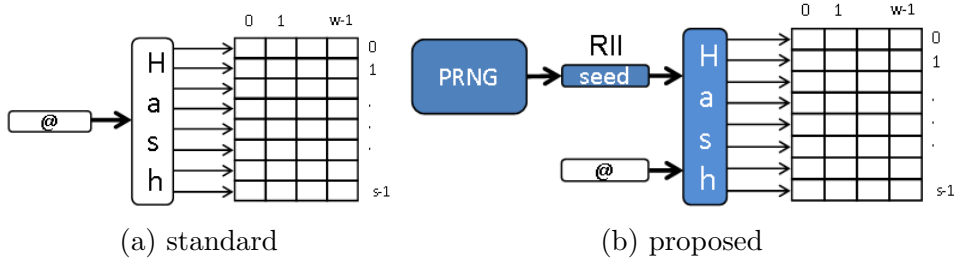 0 1 w-1
H a s h
@
0
1
.
.
.
s-1
(a) standard
PRNG
RII
seed
@
H a s h
0 1 w-1
0
1
.
.
.
s-1
(b) proposed